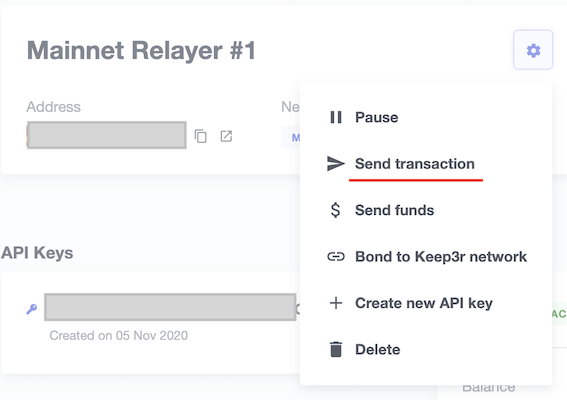 Mainnet Relayer #1
Address
Ne
M
Pause
Send transaction
Send funds
Bond to Keep3r network
Create new API key
Delete
API Keys
Created on 05 Nov 2020
AC
Balance